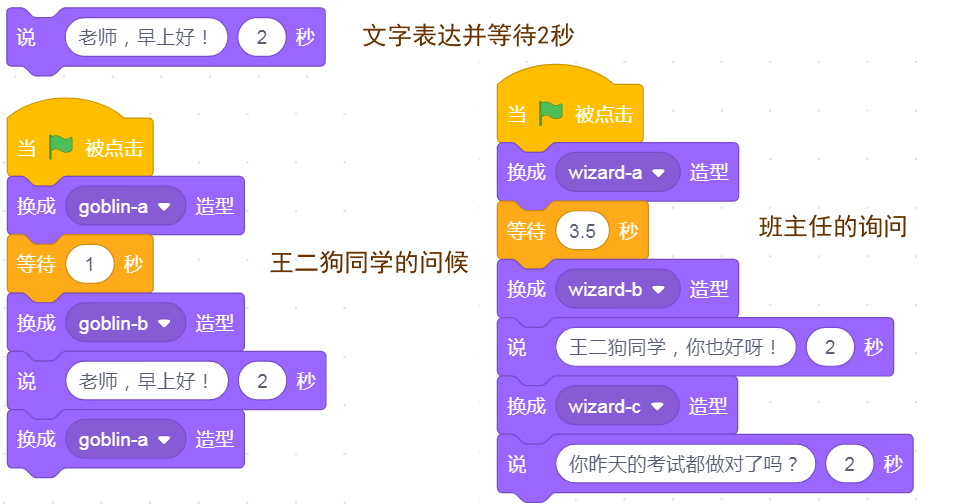 说 老师，早上好！ 2 秒
文字表达并等待2秒
当 被点击
换成 goblin-a 造型
等待 1 秒
换成 goblin-b 造型
说 老师，早上好！ 2 秒
换成 goblin-a 造型
王二狗同学的问候
当 被点击
换成 wizard-a 造型
等待 3.5 秒
换成 wizard-b 造型
说 王二狗同学，你也好呀！ 2 秒
换成 wizard-c 造型
说 你昨天的考试都做对了吗？ 2 秒
班主任的询问